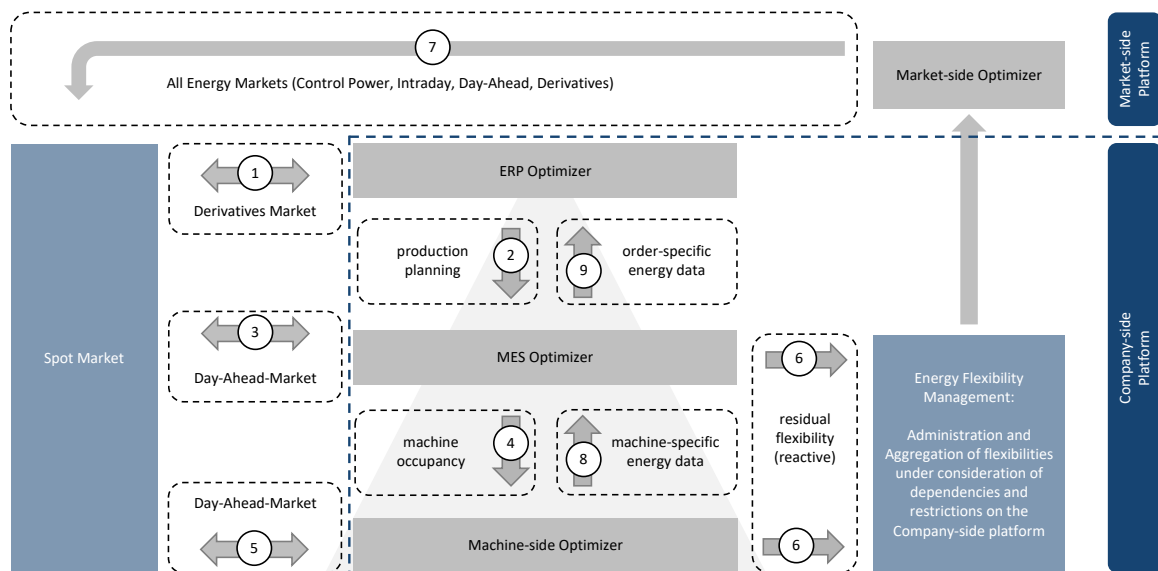 7
All Energy Markets (Control Power, Intraday, Day-Ahead, Derivatives)
Market-side Optimizer
Market-side
Platform
Spot Market
1
Derivatives Market
ERP Optimizer
production
planning
2
9
order-specific
energy data
3
Day-Ahead-Market
MES Optimizer
6
residual
flexibility
(reactive)
machine
occupancy
4
8
machine-specific
energy data
Day-Ahead-Market
5
Machine-side Optimizer
6
Energy Flexibility
Management:
Administration and
Aggregation of flexibilities
under consideration of
dependencies and
restrictions on the
Company-side platform
Company-side
Platform